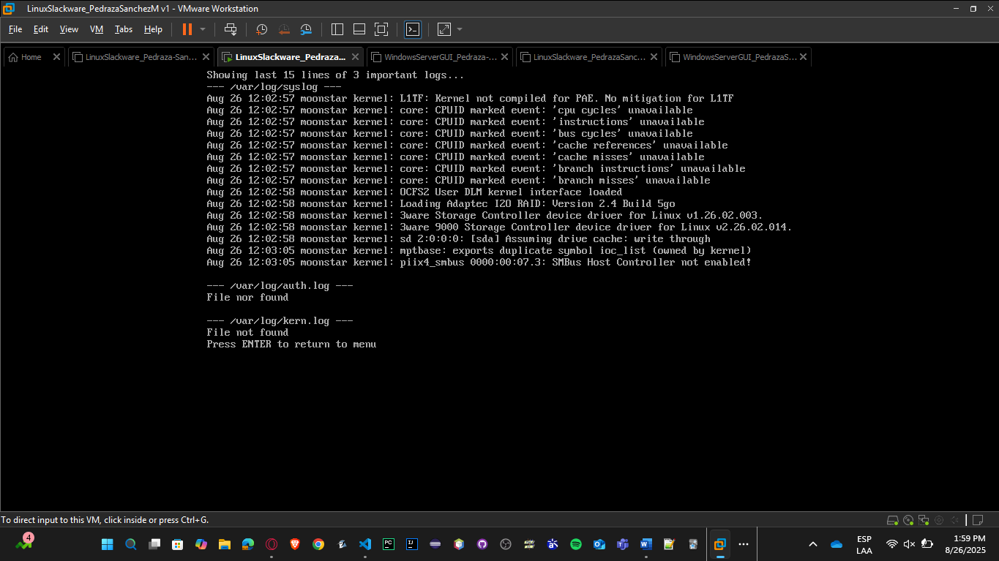 LinuxSlackware_PedrazaSanchezM v1 - VMware Workstation
File Edit View VM Tabs Help
Home LinuxSlackware_Pedraza-San... LinuxSlackware_Pedraza... WindowsServerGUI_Pedraza-... LinuxSlackware_PedrazaSanc... WindowsServerGUI_PedrazaS...
Showing last 15 lines of 3 important logs...
--- /var/log/syslog ---
Aug 26 12:02:57 moonstar kernel: L1TF: Kernel not compiled for PAE. No mitigation for L1TF
Aug 26 12:02:57 moonstar kernel: core: CPUID marked event: 'cpu cycles' unavailable
Aug 26 12:02:57 moonstar kernel: core: CPUID marked event: 'instructions' unavailable
Aug 26 12:02:57 moonstar kernel: core: CPUID marked event: 'bus cycles' unavailable
Aug 26 12:02:57 moonstar kernel: core: CPUID marked event: 'cache references' unavailable
Aug 26 12:02:57 moonstar kernel: core: CPUID marked event: 'cache misses' unavailable
Aug 26 12:02:57 moonstar kernel: core: CPUID marked event: 'branch instructions' unavailable
Aug 26 12:02:57 moonstar kernel: core: CPUID marked event: 'branch misses' unavailable
Aug 26 12:02:58 moonstar kernel: OCFS2 User DLM kernel interface loaded
Aug 26 12:02:58 moonstar kernel: Loading Adaptec I2O RAID: Version 2.4 Build 5go
Aug 26 12:02:58 moonstar kernel: 3ware Storage Controller device driver for Linux v1.26.02.003.
Aug 26 12:02:58 moonstar kernel: 3ware 9000 Storage Controller device driver for Linux v2.26.02.014.
Aug 26 12:02:58 moonstar kernel: sd 2:0:0:0: [sda] Assuming drive cache: write through
Aug 26 12:03:05 moonstar kernel: mptbase: exports duplicate symbol ioc_list (owned by kernel)
Aug 26 12:03:05 moonstar kernel: piix4_smbus 0000:00:07.3: SMBus Host Controller not enabled!
--- /var/log/auth.log ---
File nor found
--- /var/log/kern.log ---
File not found
Press ENTER to return to menu
To direct input to this VM, click inside or press Ctrl+G.
4
PC
IJ
ESP
LAA
1:59 PM
8/26/2025